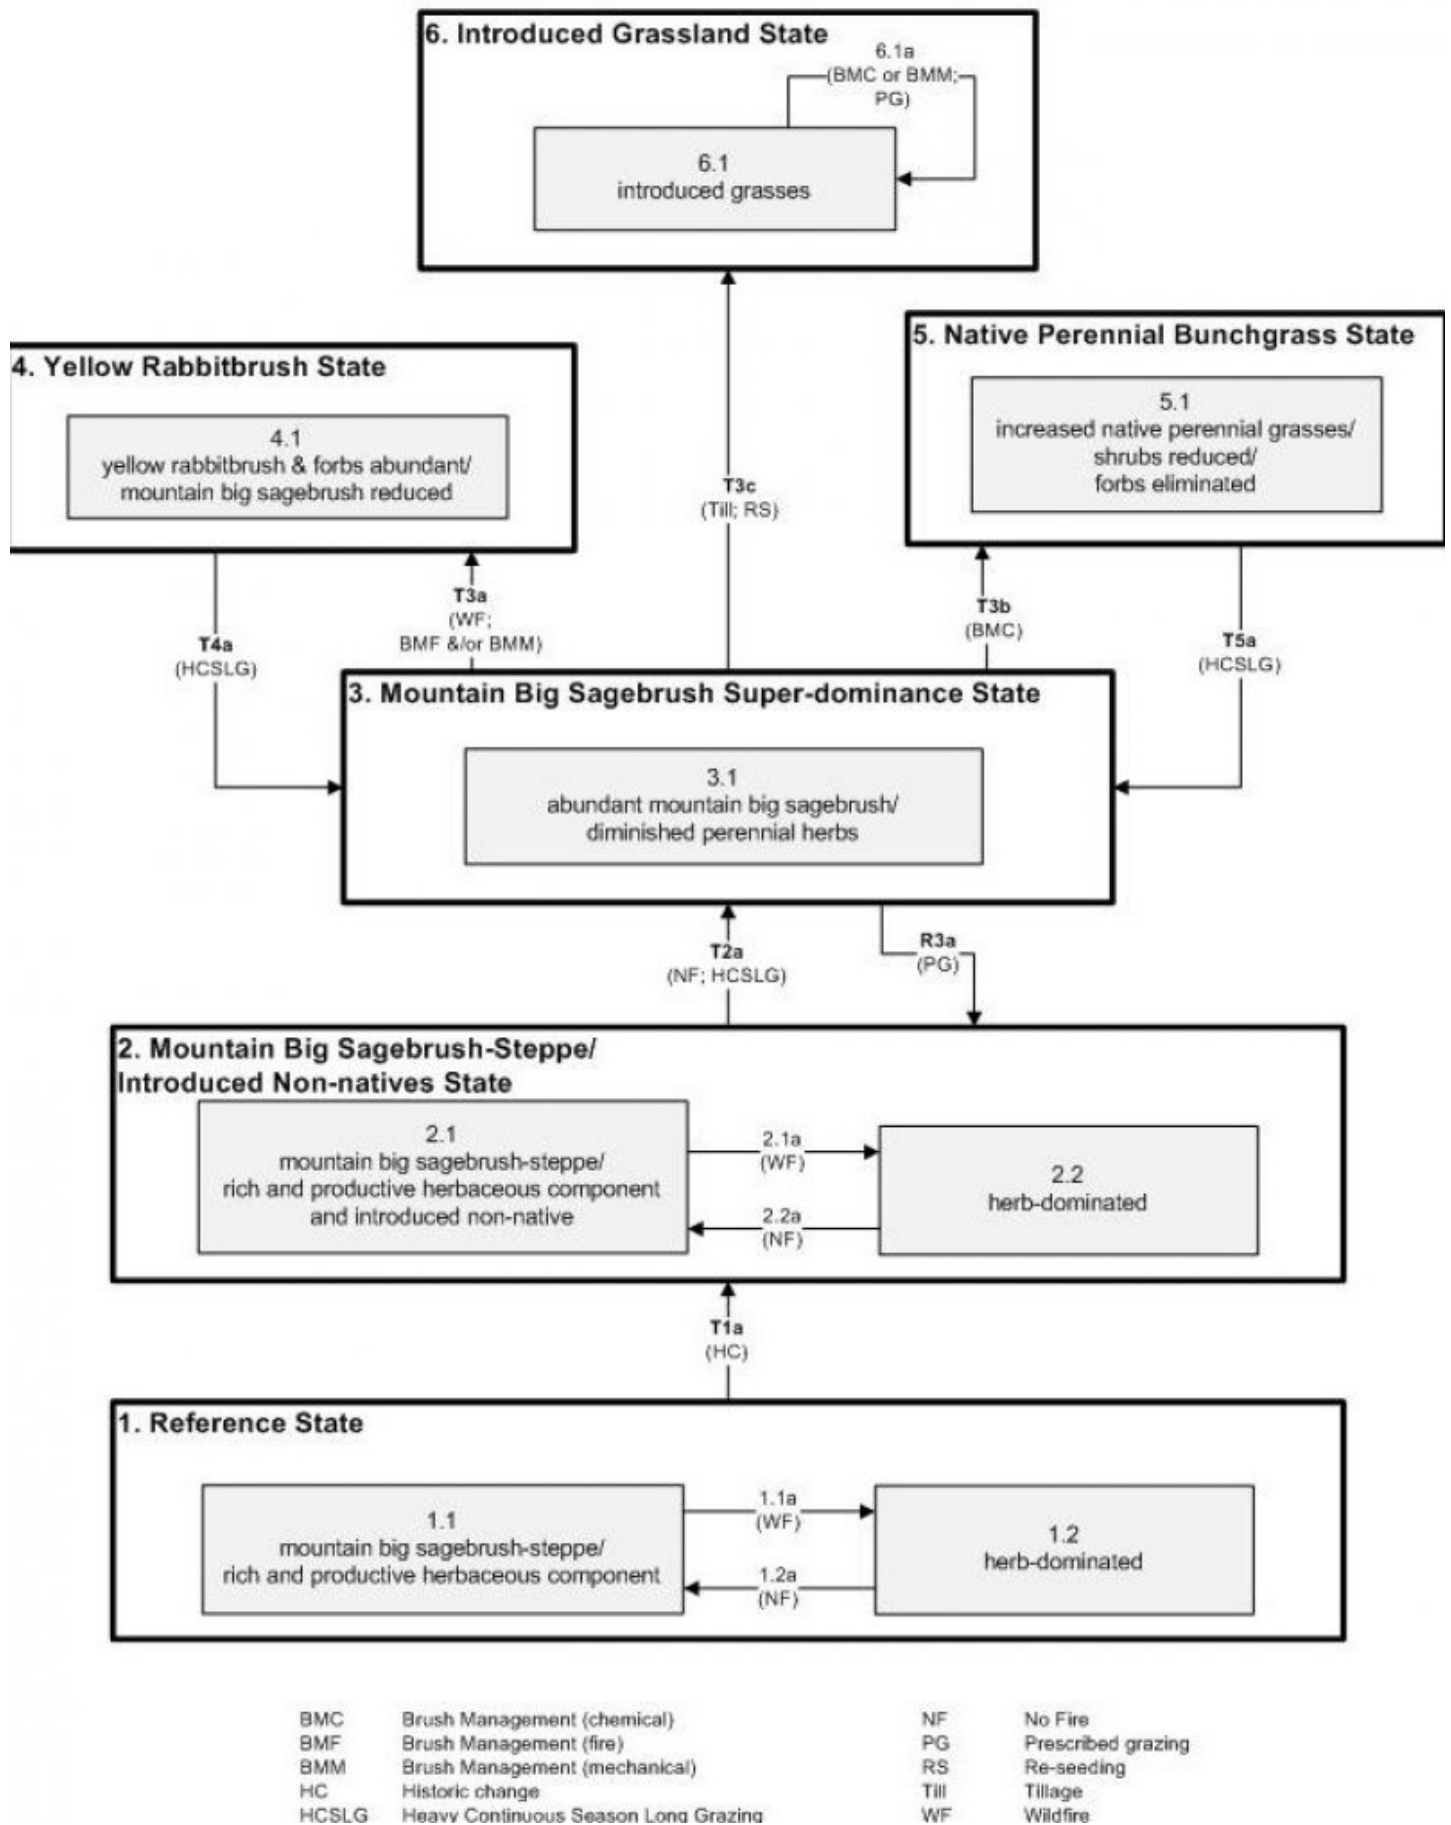 6. Introduced Grassland State
6.1a
(BMC or BMM;
PG)
6.1
introduced grasses
4. Yellow Rabbitbrush State
4.1
yellow rabbitbrush & forbs abundant/
mountain big sagebrush reduced
5. Native Perennial Bunchgrass State
5.1
increased native perennial grasses/
shrubs reduced/
forbs eliminated
T3c
(Till; RS)
T4a
(HCSLG)
T3a
(WF;
BMF &/or BMM)
T3b
(BMC)
T5a
(HCSLG)
3. Mountain Big Sagebrush Super-dominance State
3.1
abundant mountain big sagebrush/
diminished perennial herbs
T2a
(NF; HCSLG)
R3a
(PG)
2. Mountain Big Sagebrush-Steppe/
Introduced Non-natives State
2.1
mountain big sagebrush-steppe/
rich and productive herbaceous component
and introduced non-native
2.1a
(WF)
2.2a
(NF)
2.2
herb-dominated
T1a
(HC)
1. Reference State
1.1
mountain big sagebrush-steppe/
rich and productive herbaceous component
1.1a
(WF)
1.2a
(NF)
1.2
herb-dominated
BMC Brush Management (chemical)
BMF Brush Management (fire)
BMM Brush Management (mechanical)
HC Historic change
HCSLG Heavy Continuous Season Long Grazing
NF No Fire
PG Prescribed grazing
RS Re-seeding
Till Tillage
WF Wildfire